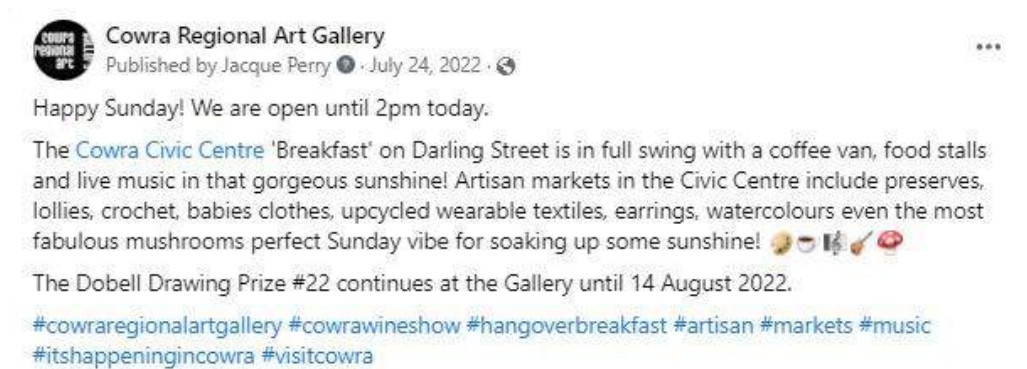 cowra
regional
art
Cowra Regional Art Gallery
Published by Jacque Perry · July 24, 2022 ·
Happy Sunday! We are open until 2pm today.
The Cowra Civic Centre 'Breakfast' on Darling Street is in full swing with a coffee van, food stalls
and live music in that gorgeous sunshine! Artisan markets in the Civic Centre include preserves,
lollies, crochet, babies clothes, upcycled wearable textiles, earrings, watercolours even the most
fabulous mushrooms perfect Sunday vibe for soaking up some sunshine!
The Dobell Drawing Prize #22 continues at the Gallery until 14 August 2022.
#cowraregionalartgallery #cowrawineshow #hangoverbreakfast #artisan #markets #music
#itshappeningincowra #visitcowra